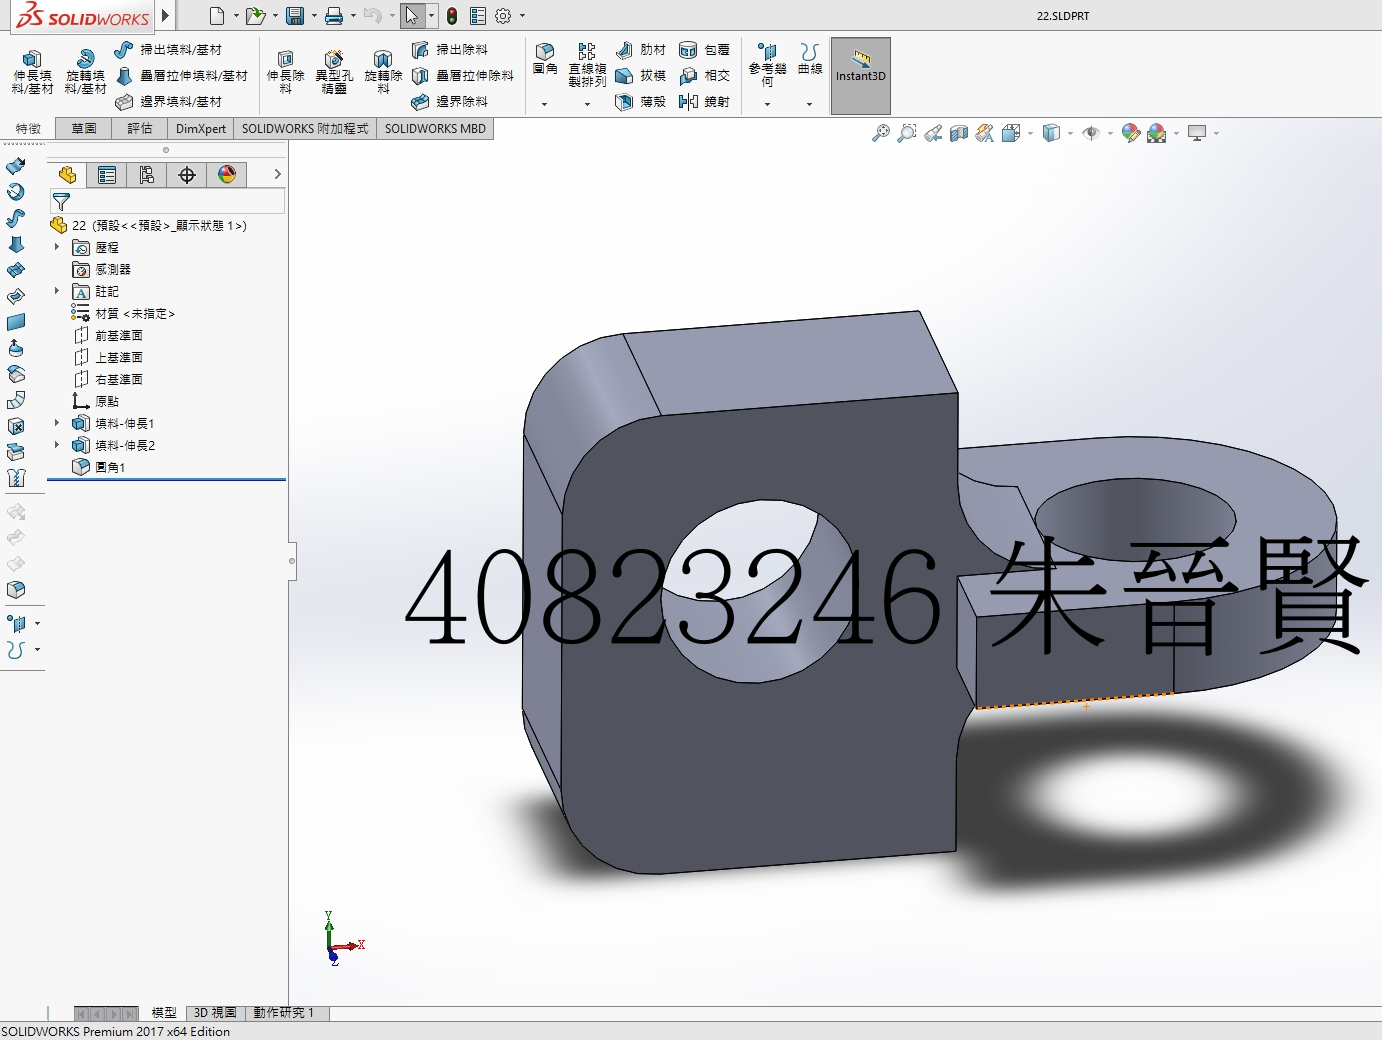 SOLIDWORKS
22.SLDPRT
伸長填料/基材
旋轉填料/基材
掃出填料/基材
疊層拉伸填料/基材
邊界填料/基材
伸長除料
異型孔精靈
旋轉除料
掃出除料
疊層拉伸除料
邊界除料
圓角
直線複製排列
肋材
拔模
薄殼
包覆
相交
鏡射
參考幾何
曲線
Instant3D
特徵
草圖
評估
DimXpert
SOLIDWORKS 附加程式
SOLIDWORKS MBD
22 (預設<<預設>_顯示狀態 1>)
歷程
感測器
註記
材質 <未指定>
前基準面
上基準面
右基準面
原點
填料-伸長1
填料-伸長2
圓角1
40823246 朱晉賢
Y
X
Z
模型
3D 視圖
動作研究 1
SOLIDWORKS Premium 2017 x64 Edition